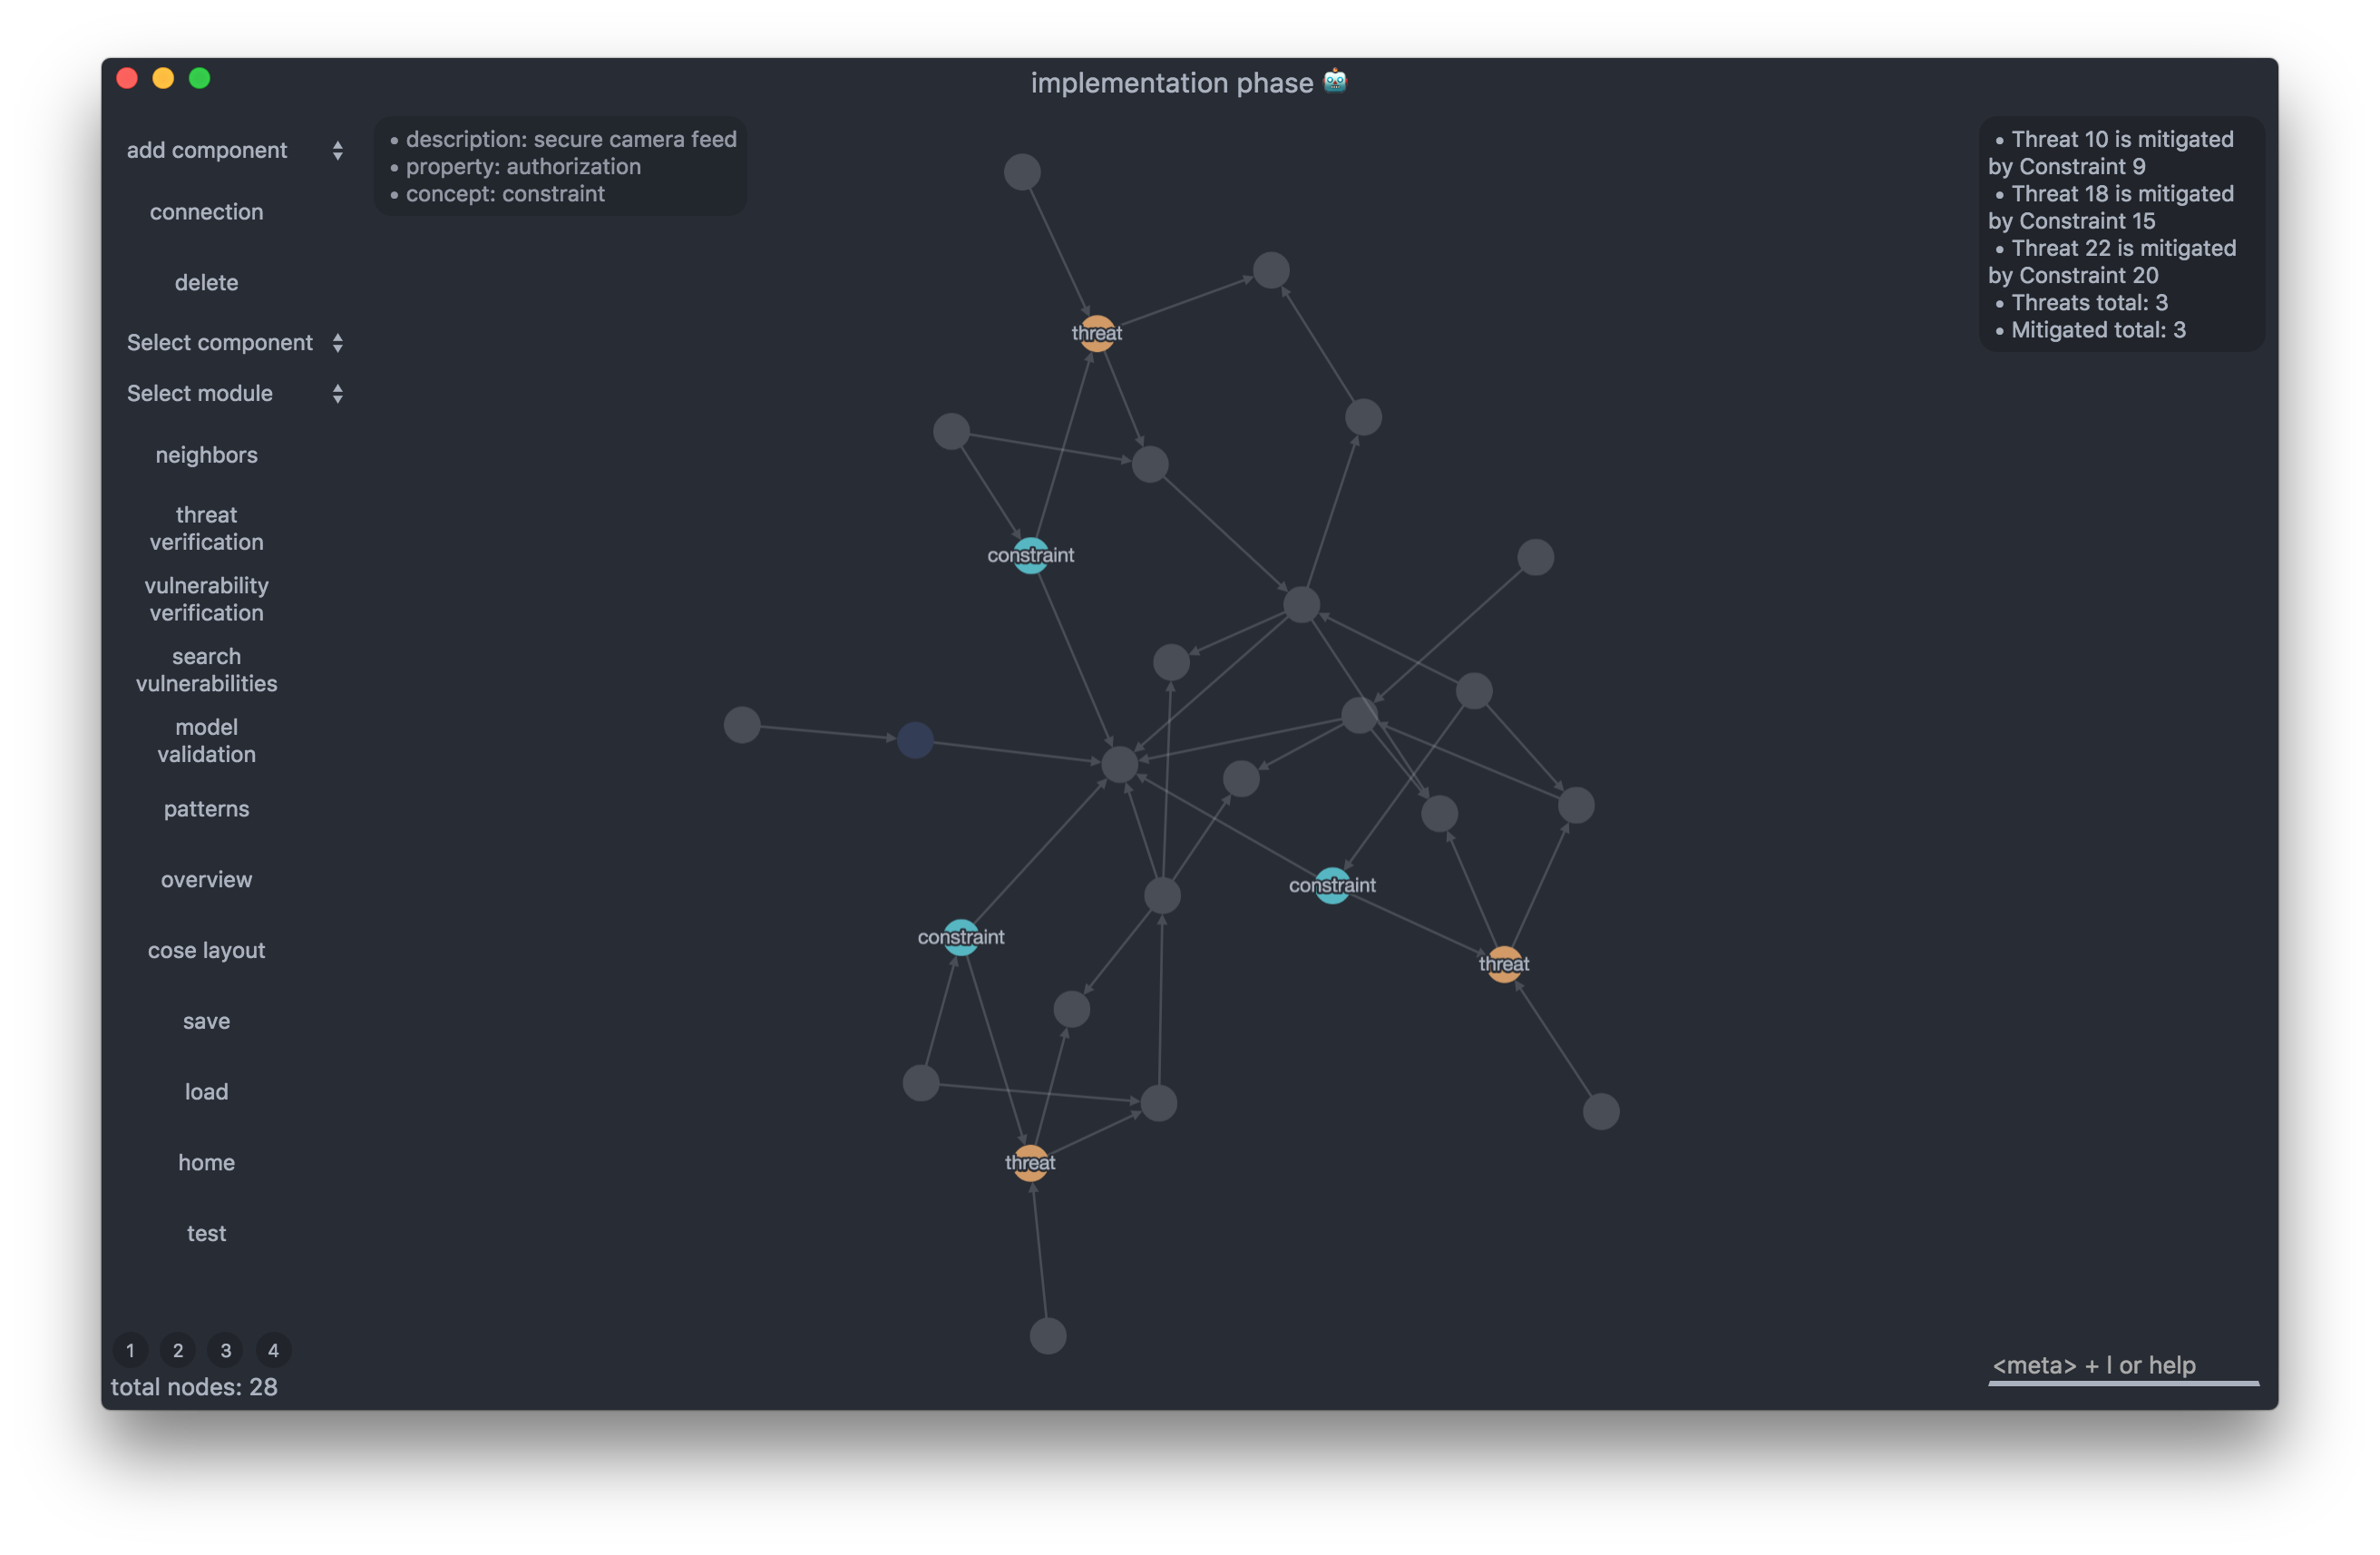 implementation phase 🤖
add component
connection
delete
Select component
Select module
neighbors
threat
verification
vulnerability
verification
search
vulnerabilities
model
validation
patterns
overview
cose layout
save
load
home
test
1 2 3 4
total nodes: 28
• description: secure camera feed
• property: authorization
• concept: constraint
threat
constraint
constraint
constraint
threat
threat
• Threat 10 is mitigated
by Constraint 9
• Threat 18 is mitigated
by Constraint 15
• Threat 22 is mitigated
by Constraint 20
• Threats total: 3
• Mitigated total: 3
<meta> + l or help